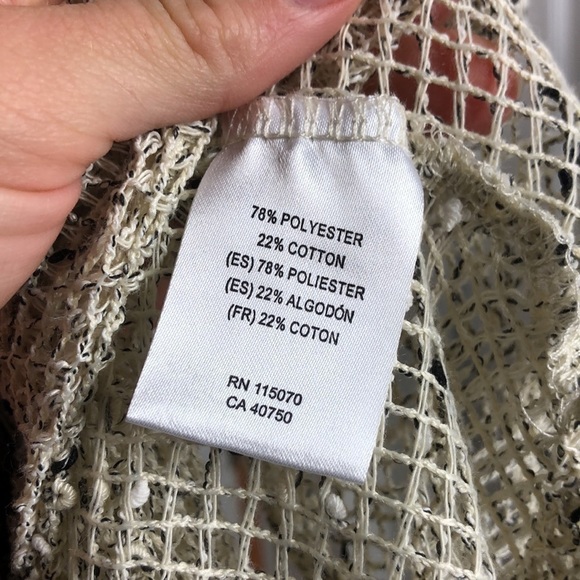 78% POLYESTER
22% COTTON
(ES) 78% POLIESTER
(ES) 22% ALGODÓN
(FR) 22% COTON
RN 115070
CA 40750